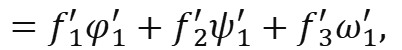 = f′₁φ′₁ + f′₂ψ′₁ + f′₃ω′₁,